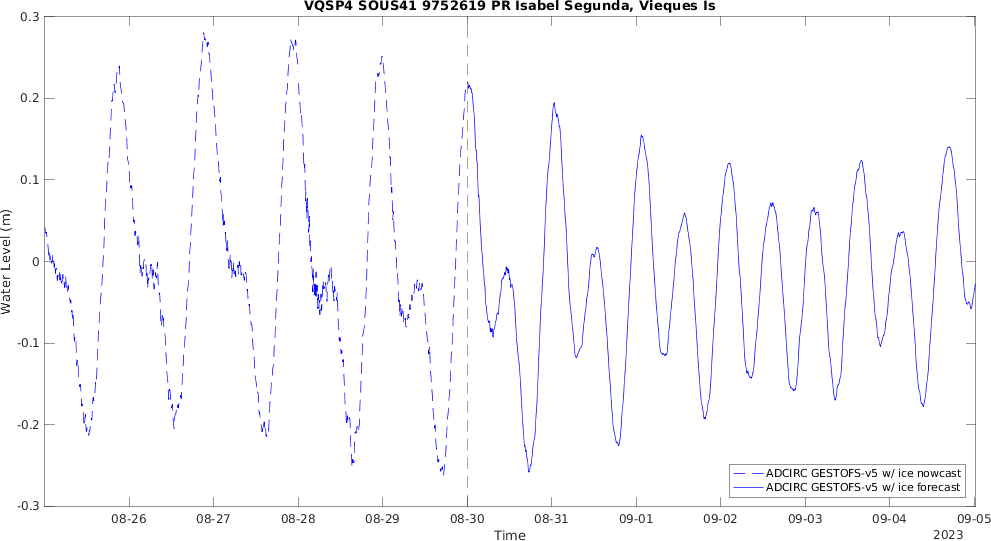 VQSP4 SOUS41 9752619 PR Isabel Segunda, Vieques Is
0.3
0.2
0.1
0
-0.1
-0.2
-0.3
Water Level (m)
ADCIRC GESTOFS-v5 w/ ice nowcast
ADCIRC GESTOFS-v5 w/ ice forecast
08-26 08-27 08-28 08-29 08-30 08-31 09-01 09-02 09-03 09-04 09-05
Time
2023